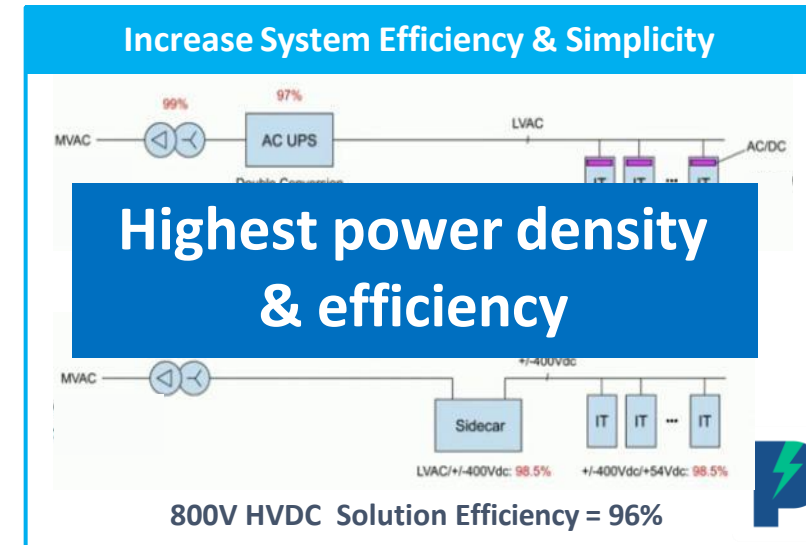 Increase System Efficiency & Simplicity
99%
97%
MVAC
AC UPS
LVAC
AC/DC
Double Conversion
IT IT ... IT
Highest power density
& efficiency
+/-400Vdc
MVAC
Sidecar
IT IT ... IT
LVAC/+/-400Vdc: 98.5%
+/-400Vdc/+54Vdc: 98.5%
800V HVDC Solution Efficiency = 96%